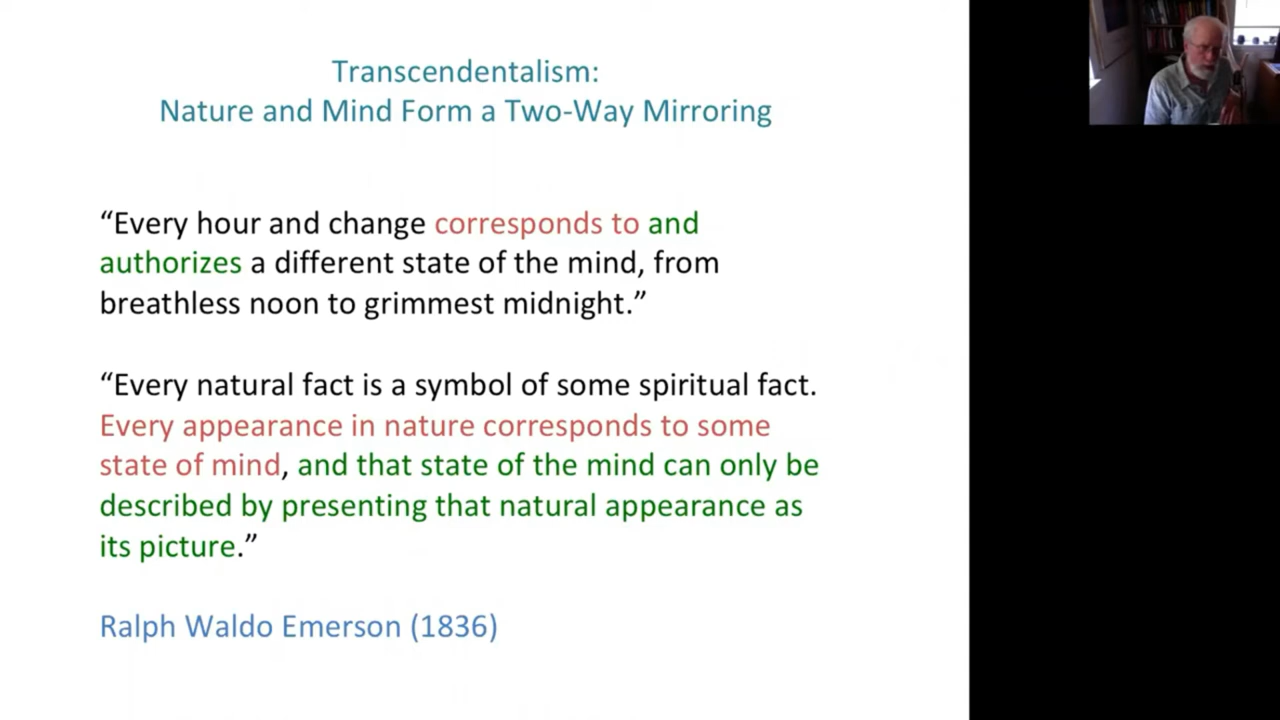 Transcendentalism:
Nature and Mind Form a Two-Way Mirroring
“Every hour and change corresponds to and
authorizes a different state of the mind, from
breathless noon to grimmest midnight.”
“Every natural fact is a symbol of some spiritual fact.
Every appearance in nature corresponds to some
state of mind, and that state of the mind can only be
described by presenting that natural appearance as
its picture.”
Ralph Waldo Emerson (1836)